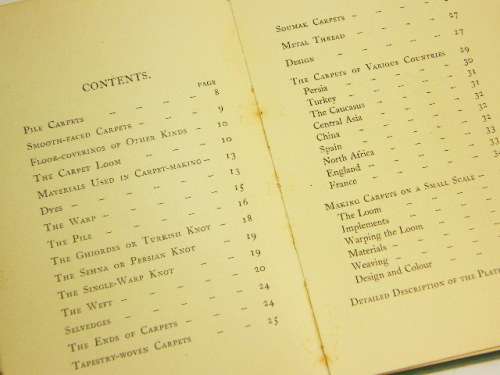 CONTENTS.
PAGE
PILE CARPETS - - - - 8
SMOOTH-FACED CARPETS - - - 9
FLOOR-COVERINGS OF OTHER KINDS - - 10
THE CARPET LOOM - - - 10
MATERIALS USED IN CARPET-MAKING - - 13
DYES - - - - - 13
THE WARP - - - - 15
THE PILE - - - - 16
THE GHIORDES OR TURKISH KNOT - - 18
THE SEHNA OR PERSIAN KNOT - - 19
THE SINGLE-WARP KNOT - - - 19
THE WEFT - - - - 20
SELVEDGES - - - - 24
THE ENDS OF CARPETS - - - 24
TAPESTRY-WOVEN CARPETS - - - 25
SOUMAK CARPETS - - - -
METAL THREAD - - - - 27
DESIGN - - - - 27
THE CARPETS OF VARIOUS COUNTRIES - 29
Persia - - - - 30
Turkey - - - - 31
The Caucasus - - - 31
Central Asia - - - 32
China - - - - 32
Spain - - - - 32
North Africa - - - 33
England - - - - 33
France - - - -
MAKING CARPETS ON A SMALL SCALE -
The Loom - - - -
Implements - - - -
Warping the Loom - - -
Materials - - - -
Weaving - - - -
Design and Colour - -
DETAILED DESCRIPTION OF THE